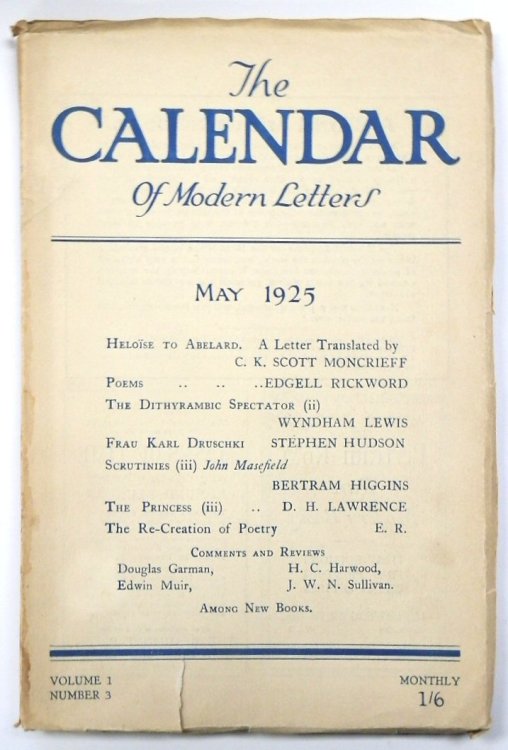 The
CALENDAR
Of Modern Letters
MAY 1925
HELOÏSE TO ABELARD. A Letter Translated by
C. K. SCOTT MONCRIEFF
POEMS .. .. ..EDGELL RICKWORD
THE DITHYRAMBIC SPECTATOR (ii)
WYNDHAM LEWIS
FRAU KARL DRUSCHKI STEPHEN HUDSON
SCRUTINIES (iii) John Masefield
BERTRAM HIGGINS
THE PRINCESS (iii) .. D. H. LAWRENCE
THE RE-CREATION OF POETRY E. R.
COMMENTS AND REVIEWS
Douglas Garman, H. C. Harwood,
Edwin Muir, J. W. N. Sullivan.
AMONG NEW BOOKS.
VOLUME 1 MONTHLY
NUMBER 3 1/6